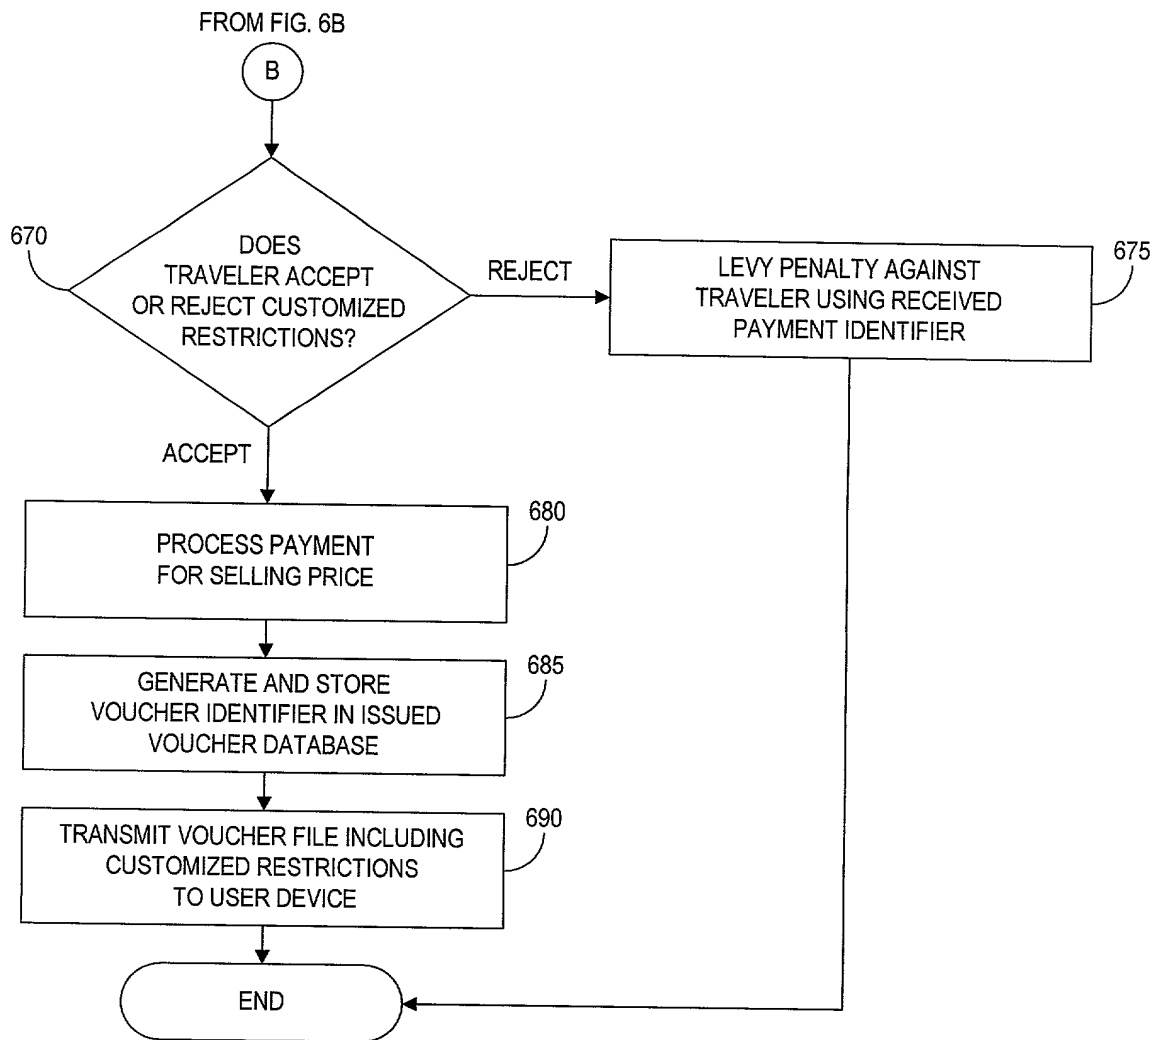 FROM FIG. 6B
B
670
DOES
TRAVELER ACCEPT
OR REJECT CUSTOMIZED
RESTRICTIONS?
REJECT
LEVY PENALTY AGAINST
TRAVELER USING RECEIVED
PAYMENT IDENTIFIER
675
ACCEPT
PROCESS PAYMENT
FOR SELLING PRICE
680
GENERATE AND STORE
VOUCHER IDENTIFIER IN ISSUED
VOUCHER DATABASE
685
TRANSMIT VOUCHER FILE INCLUDING
CUSTOMIZED RESTRICTIONS
TO USER DEVICE
690
END